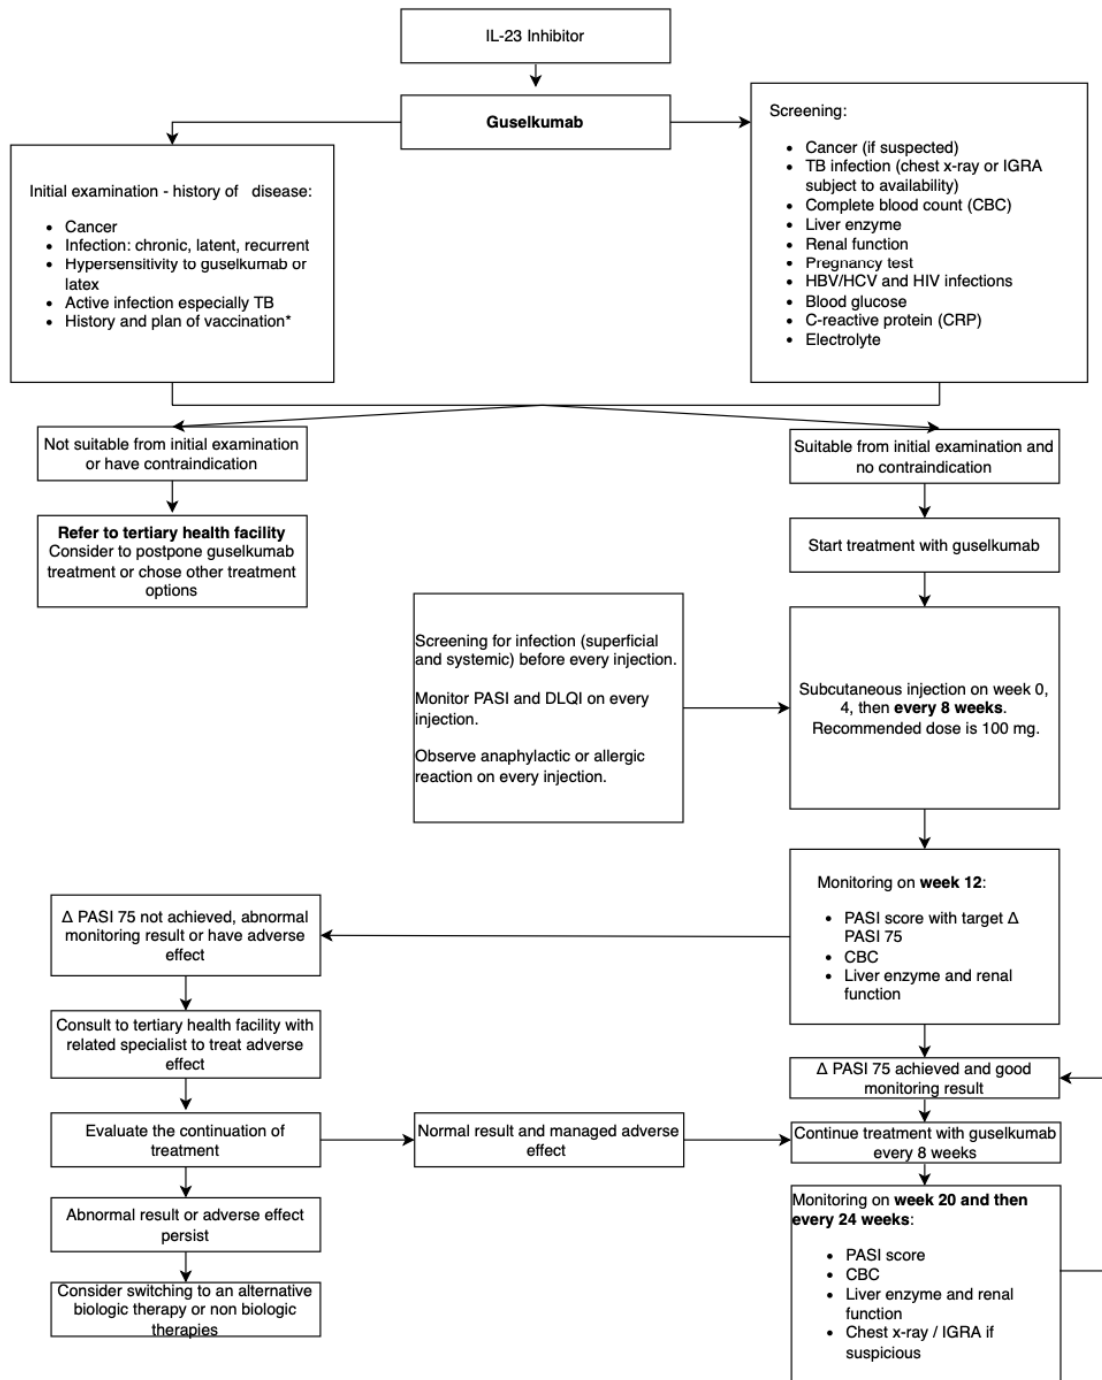 IL-23 Inhibitor
Guselkumab
Initial examination - history of disease:
• Cancer
• Infection: chronic, latent, recurrent
• Hypersensitivity to guselkumab or
latex
• Active infection especially TB
• History and plan of vaccination*
Screening:
• Cancer (if suspected)
• TB infection (chest x-ray or IGRA
subject to availability)
• Complete blood count (CBC)
• Liver enzyme
• Renal function
• Pregnancy test
• HBV/HCV and HIV infections
• Blood glucose
• C-reactive protein (CRP)
• Electrolyte
Not suitable from initial examination
or have contraindication
Suitable from initial examination and
no contraindication
Refer to tertiary health facility
Consider to postpone guselkumab
treatment or chose other treatment
options
Start treatment with guselkumab
Screening for infection (superficial
and systemic) before every injection.
Monitor PASI and DLQI on every
injection.
Observe anaphylactic or allergic
reaction on every injection.
Subcutaneous injection on week 0,
4, then every 8 weeks.
Recommended dose is 100 mg.
Monitoring on week 12:
• PASI score with target Δ
PASI 75
• CBC
• Liver enzyme and renal
function
Δ PASI 75 not achieved, abnormal
monitoring result or have adverse
effect
Consult to tertiary health facility with
related specialist to treat adverse
effect
Δ PASI 75 achieved and good
monitoring result
Evaluate the continuation of
treatment
Normal result and managed adverse
effect
Continue treatment with guselkumab
every 8 weeks
Abnormal result or adverse effect
persist
Consider switching to an alternative
biologic therapy or non biologic
therapies
Monitoring on week 20 and then
every 24 weeks:
• PASI score
• CBC
• Liver enzyme and renal
function
• Chest x-ray / IGRA if
suspicious